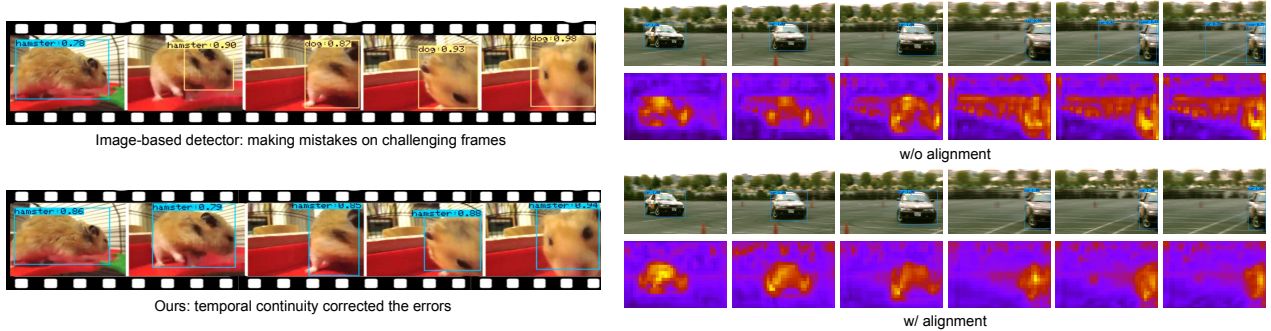 hamster:0.78
hamster:0.90
dog:0.87
dog:0.93
dog:0.98
Image-based detector: making mistakes on challenging frames
hamster:0.86
hamster:0.79
hamster:0.85
hamster:0.88
hamster:0.94
Ours: temporal continuity corrected the errors
w/o alignment
w/ alignment